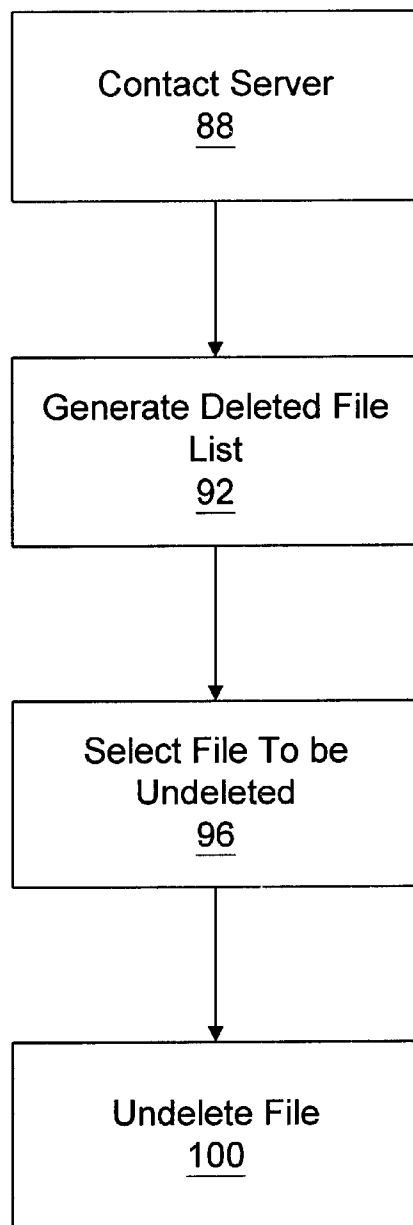 Contact Server
88
Generate Deleted File
List
92
Select File To be
Undeleted
96
Undelete File
100